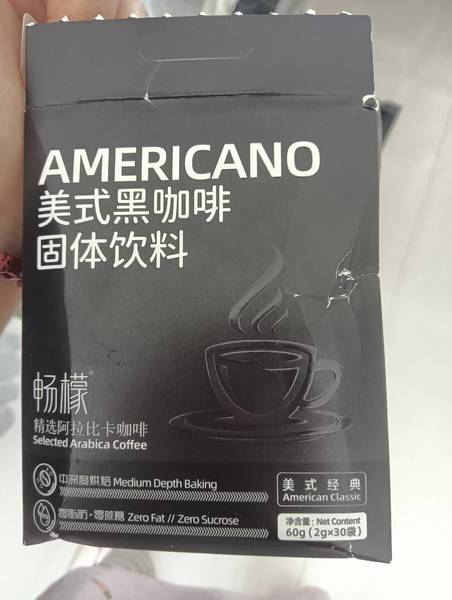 AMERICANO
美式黑咖啡
固体饮料
畅檬®
精选阿拉比卡咖啡
Selected Arabica Coffee
中深度烘焙 Medium Depth Baking
零脂肪·零蔗糖 Zero Fat // Zero Sucrose
美式经典
American Classic
净含量: Net Content
60g(2g×30袋)